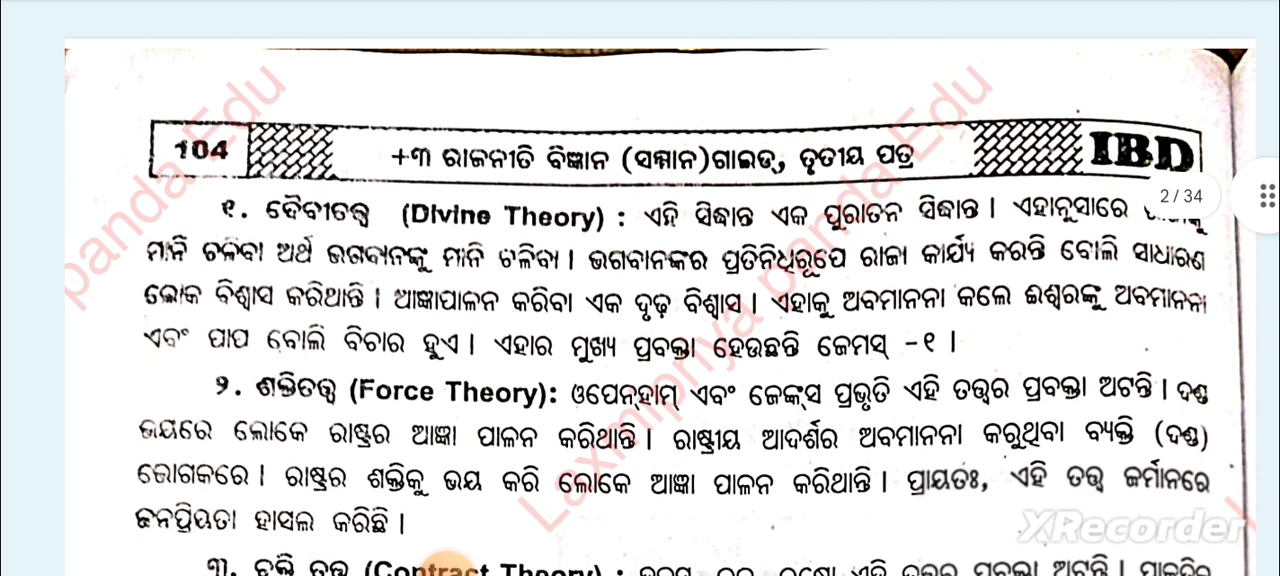 2 / 34
104
+୩ ରାଜନୀତି ବିଜ୍ଞାନ (ସମ୍ମାନ) ଗାଇଡ୍, ତୃତୀୟ ପତ୍ର
IBD
୧. ଦୈବୀତତ୍ତ୍ୱ (Divine Theory) : ଏହି ସିଦ୍ଧାନ୍ତ ଏକ ପୁରାତନ ସିଦ୍ଧାନ୍ତ । ଏହାନୁସାରେ
ମାନି ଚଳିବା ଅର୍ଥ ଭଗବାନଙ୍କୁ ମାନି ଚଳିବା । ଭଗବାନଙ୍କର ପ୍ରତିନିଧିରୂପେ ରାଜା କାର୍ଯ୍ୟ କରନ୍ତି ବୋଲି ସାଧାରଣ
ଲୋକ ବିଶ୍ୱାସ କରିଥାନ୍ତି । ଆଜ୍ଞାପାଳନ କରିବା ଏକ ଦୃଢ଼ ବିଶ୍ୱାସ । ଏହାକୁ ଅବମାନନା କଲେ ଈଶ୍ୱରଙ୍କୁ ଅବମାନନା
ଏବଂ ପାପ ବୋଲି ବିଚାର ହୁଏ । ଏହାର ମୁଖ୍ୟ ପ୍ରବକ୍ତା ହେଉଛନ୍ତି ଜେମସ୍ -୧ ।
୨. ଶକ୍ତିତତ୍ତ୍ୱ (Force Theory): ଓପେନ୍‌ହାମ୍ ଏବଂ ଜେଙ୍କ୍‌ସ ପ୍ରଭୃତି ଏହି ତତ୍ତ୍ୱର ପ୍ରବକ୍ତା ଅଟନ୍ତି । ଦଣ୍ଡ
ଭୟରେ ଲୋକେ ରାଷ୍ଟ୍ରର ଆଜ୍ଞା ପାଳନ କରିଥାନ୍ତି । ରାଷ୍ଟ୍ରୀୟ ଆଦର୍ଶର ଅବମାନନା କରୁଥିବା ବ୍ୟକ୍ତି (ଦଣ୍ଡ)
ଭୋଗକରେ । ରାଷ୍ଟ୍ରର ଶକ୍ତିକୁ ଭୟ କରି ଲୋକେ ଆଜ୍ଞା ପାଳନ କରିଥାନ୍ତି । ପ୍ରାୟତଃ, ଏହି ତତ୍ତ୍ୱ ଜର୍ମାନରେ
ଜନପ୍ରିୟତା ହାସଲ କରିଛି ।
୩. ଚୁକ୍ତି ତତ୍ତ୍ୱ (Contract Theory) :
panda Edu
Laxmipriya panda Edu
XRecorder